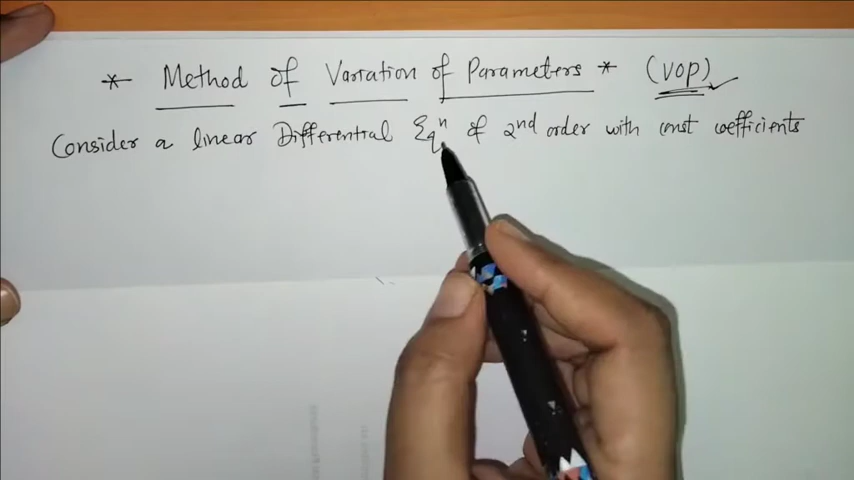 * Method of Variation of Parameters * (VOP)
Consider a linear Differential Eqn of 2nd order with const coefficients